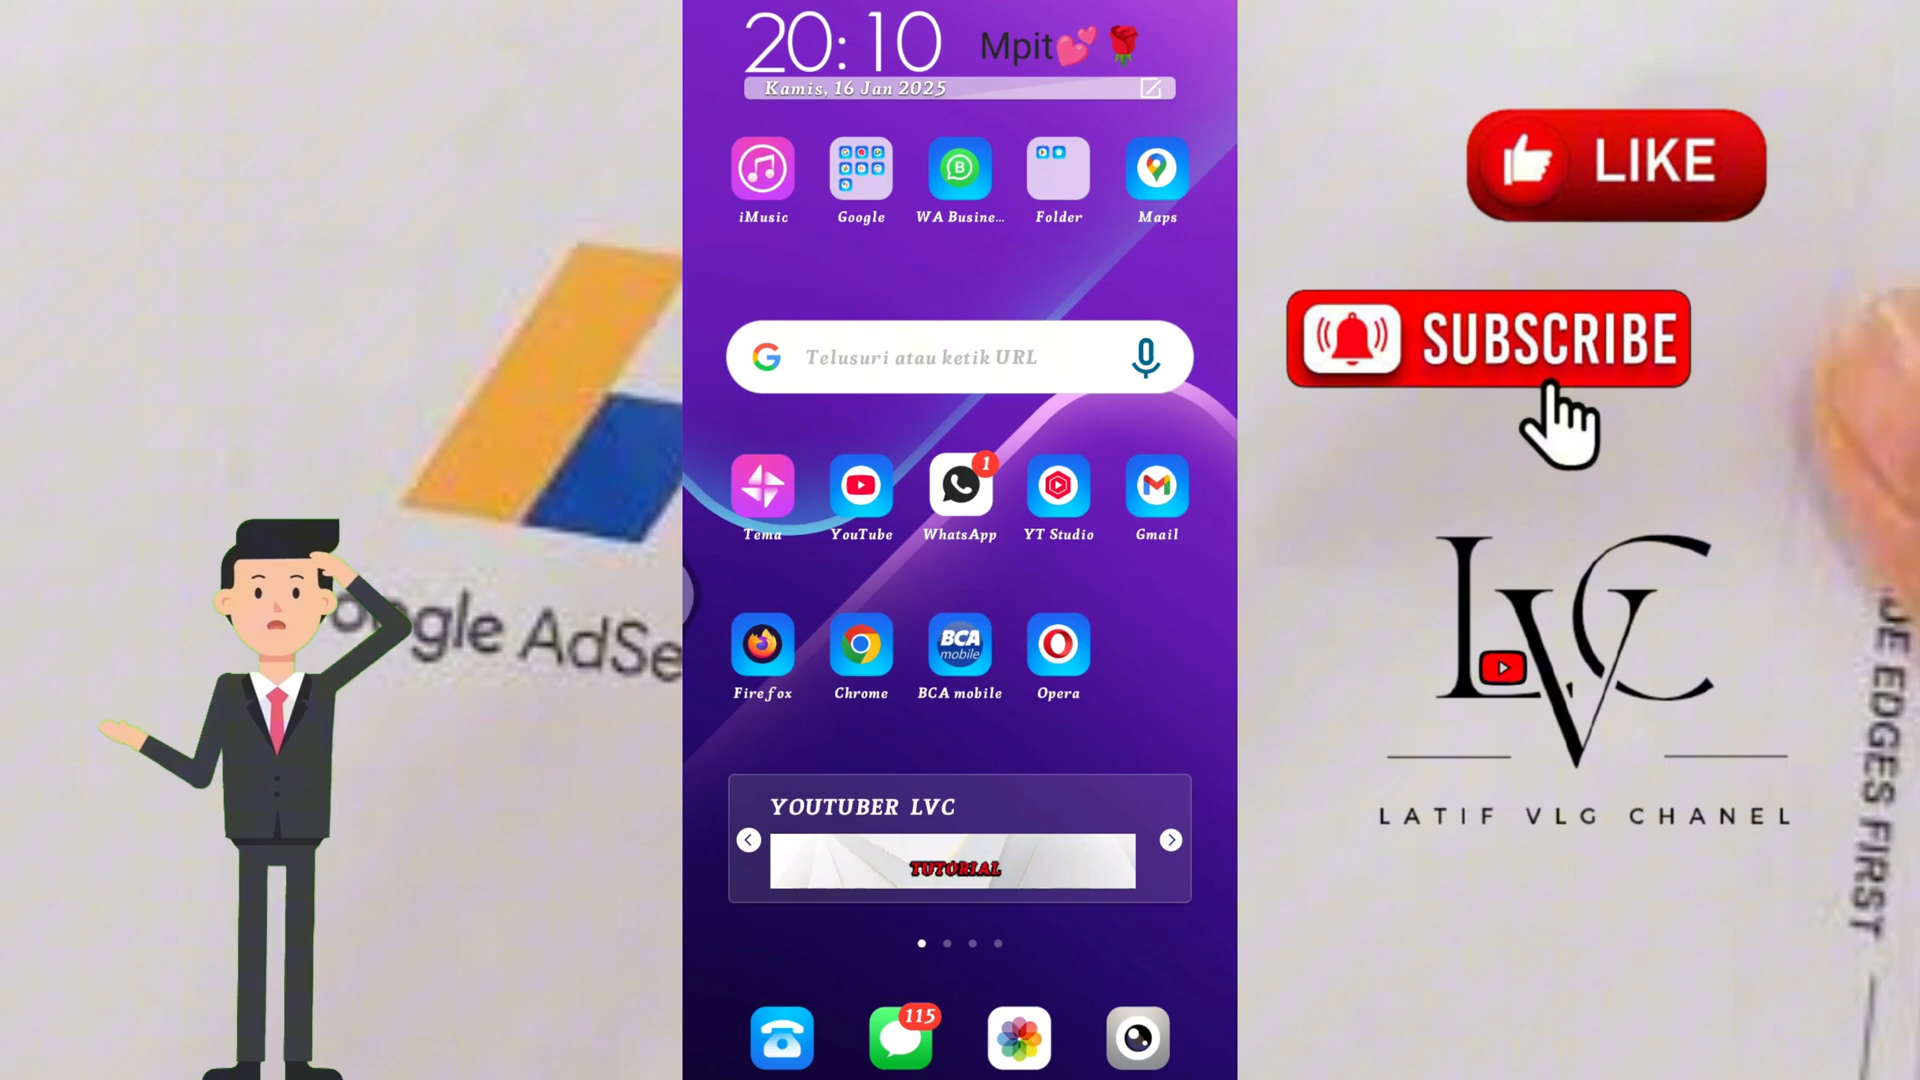 20:10
Mpit💕🌹
Kamis, 16 Jan 2025
iMusic
Google
WA Busine...
Folder
Maps
Telusuri atau ketik URL
1
Tema
YouTube
WhatsApp
YT Studio
Gmail
BCA
mobile
Firefox
Chrome
BCA mobile
Opera
YOUTUBER LVC
TUTORIAL
115
ogle AdSe
LIKE
SUBSCRIBE
LVC
LATIF VLG CHANEL
EDGES FIRST